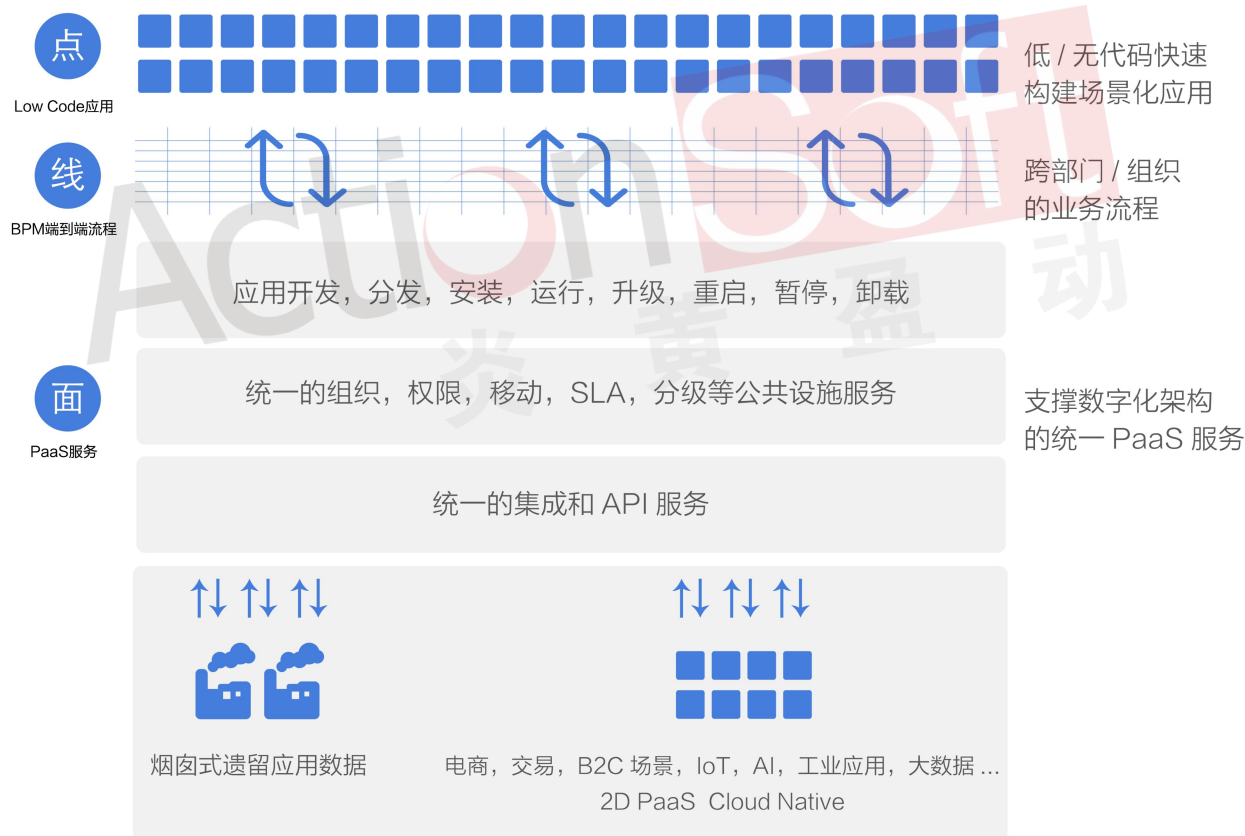 点
Low Code应用
低 / 无代码快速
构建场景化应用
线
BPM端到端流程
跨部门 / 组织
的业务流程
应用开发，分发，安装，运行，升级，重启，暂停，卸载
面
PaaS服务
统一的组织，权限，移动，SLA，分级等公共设施服务
支撑数字化架构
的统一 PaaS 服务
统一的集成和 API 服务
烟囱式遗留应用数据
电商，交易，B2C 场景，IoT，AI，工业应用，大数据 ...
2D PaaS Cloud Native
ActionSoft
炎黄盈动